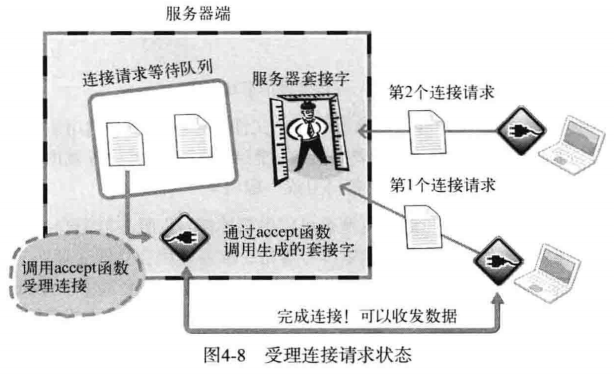 服务器端
连接请求等待队列
服务器套接字
第2个连接请求
第1个连接请求
通过accept函数
调用生成的套接字
调用accept函数
受理连接
完成连接！可以收发数据
图4-8 受理连接请求状态